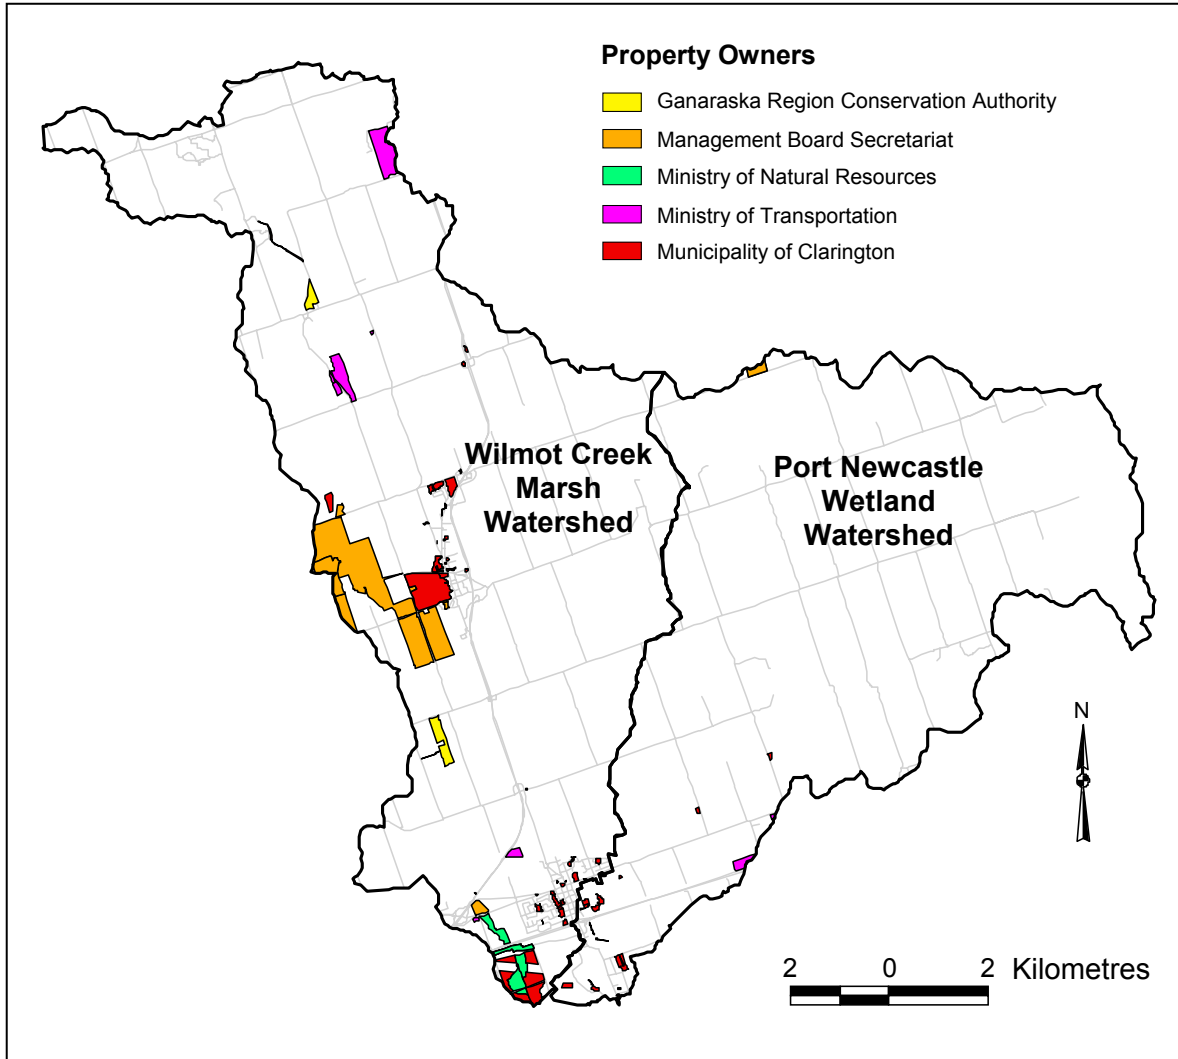 Property Owners
Ganaraska Region Conservation Authority
Management Board Secretariat
Ministry of Natural Resources
Ministry of Transportation
Municipality of Clarington
Wilmot Creek
Marsh
Watershed
Port Newcastle
Wetland
Watershed
N
2 0 2 Kilometres